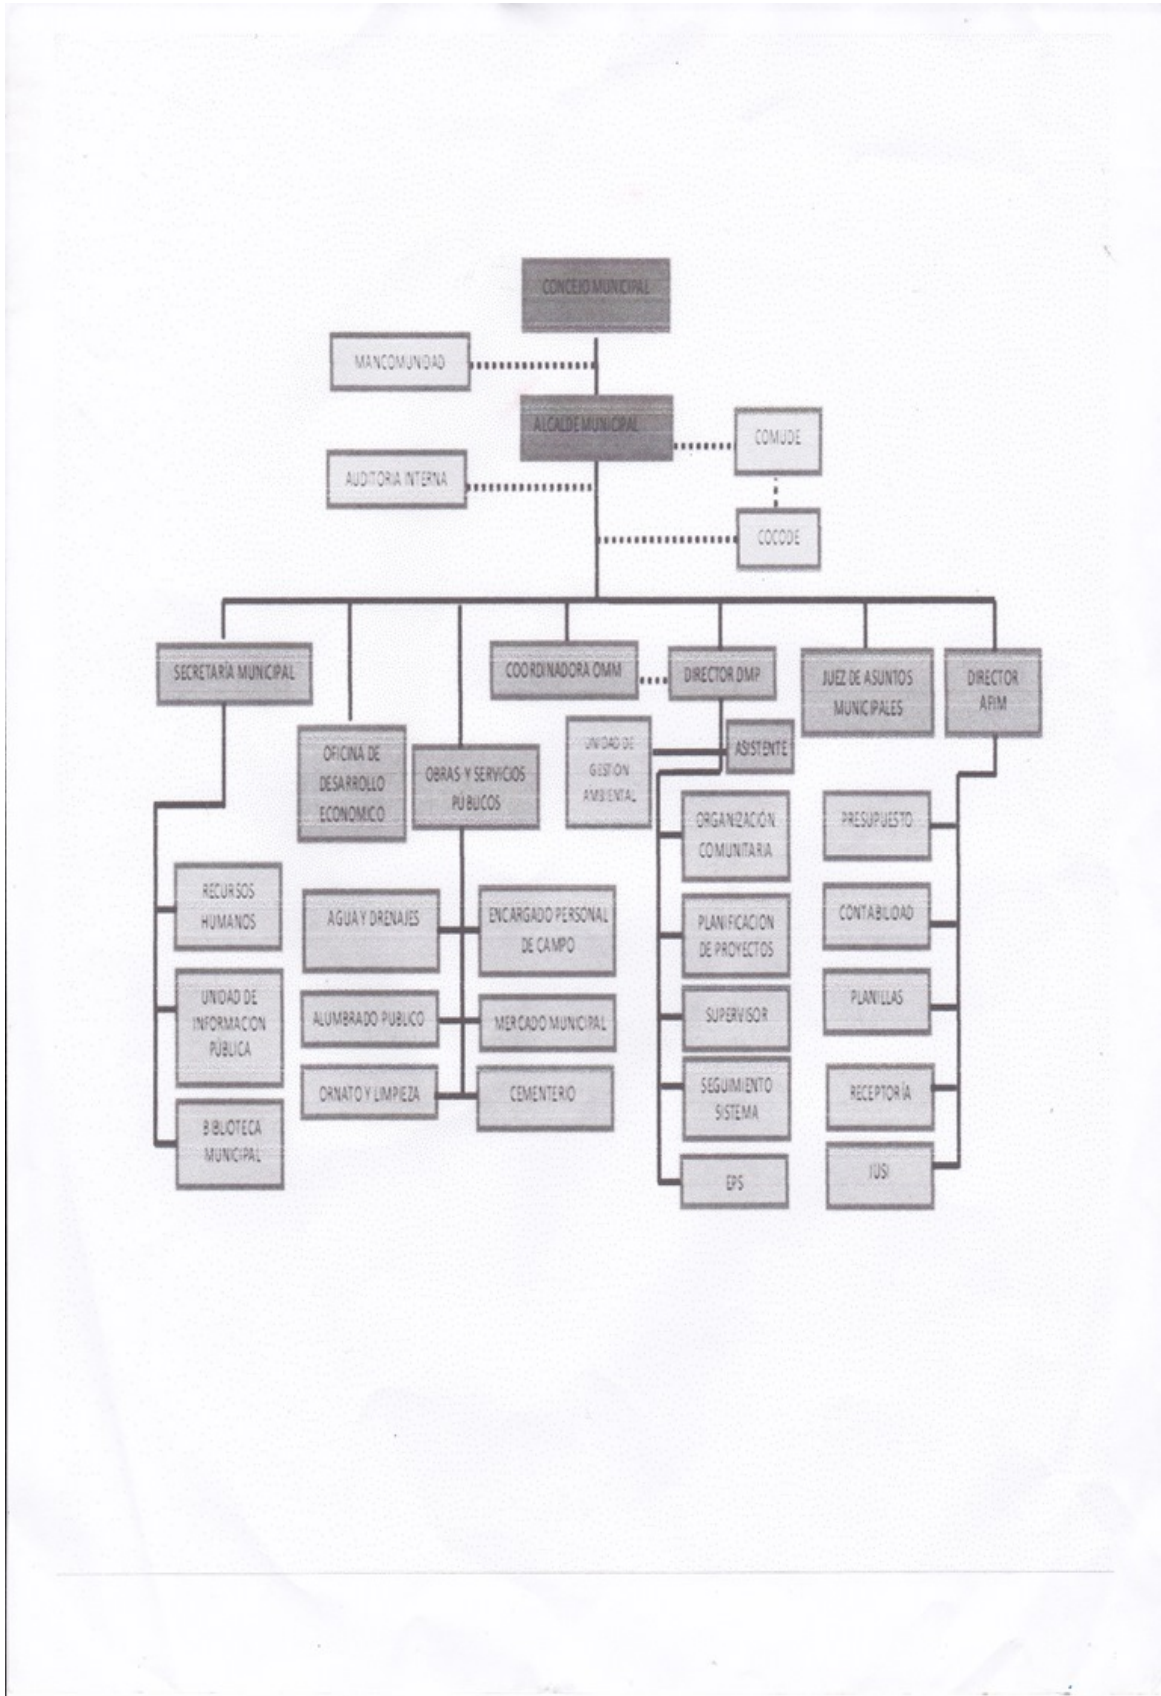 CONCEJO MUNICIPAL
MANCOMUNIDAD
ALCALDE MUNICIPAL
COMUDE
AUDITORIA INTERNA
COCODE
SECRETARÍA MUNICIPAL
COORDINADORA OMM
DIRECTOR DMP
JUEZ DE ASUNTOS
MUNICIPALES
DIRECTOR
AFIM
OFICINA DE
DESARROLLO
ECONOMICO
OBRAS Y SERVICIOS
PÚBLICOS
UNIDAD DE
GESTIÓN
AMBIENTAL
ASISTENTE
RECURSOS
HUMANOS
UNIDAD DE
INFORMACIÓN
PÚBLICA
BIBLIOTECA
MUNICIPAL
AGUA Y DRENAJES
ENCARGADO PERSONAL
DE CAMPO
ALUMBRADO PUBLICO
MERCADO MUNICIPAL
ORNATO Y LIMPIEZA
CEMENTERIO
ORGANIZACIÓN
COMUNITARIA
PLANIFICACIÓN
DE PROYECTOS
SUPERVISOR
SEGUIMIENTO
SISTEMA
EPS
PRESUPUESTO
CONTABILIDAD
PLANILLAS
RECEPTORÍA
IUSI